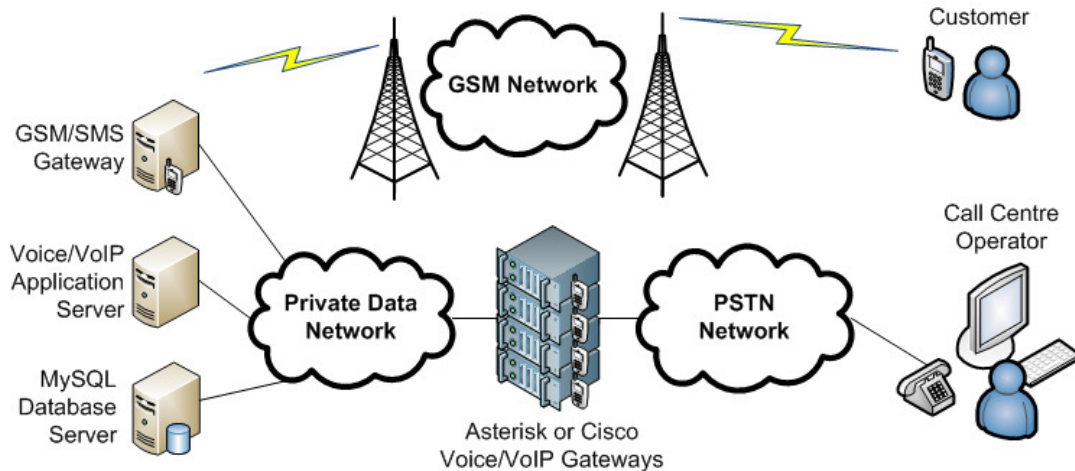 Customer
GSM Network
GSM/SMS
Gateway
Call Centre
Operator
Voice/VoIP
Application
Server
Private Data
Network
PSTN
Network
MySQL
Database
Server
Asterisk or Cisco
Voice/VoIP Gateways